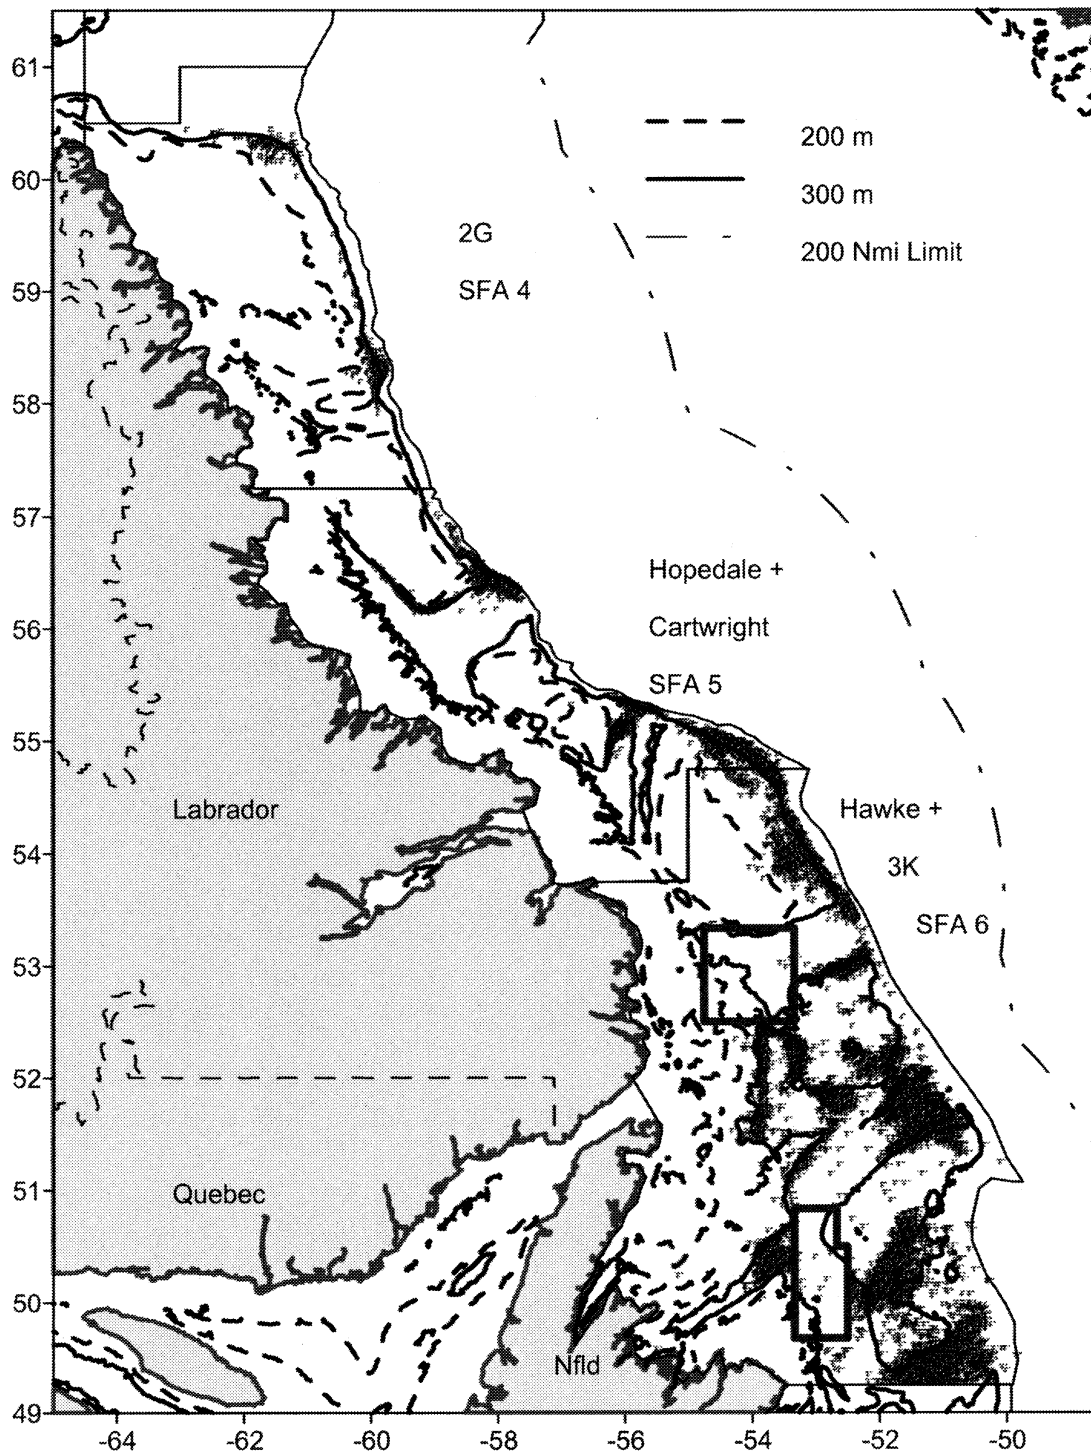 61
200 m
300 m
60
2G
200 Nmi Limit
SFA 4
59
58
57
Hopedale +
56
Cartwright
SFA 5
55
Labrador
Hawke +
54
3K
SFA 6
53
52
51
Quebec
50
Nfld
49
-64 -62 -60 -58 -56 -54 -52 -50